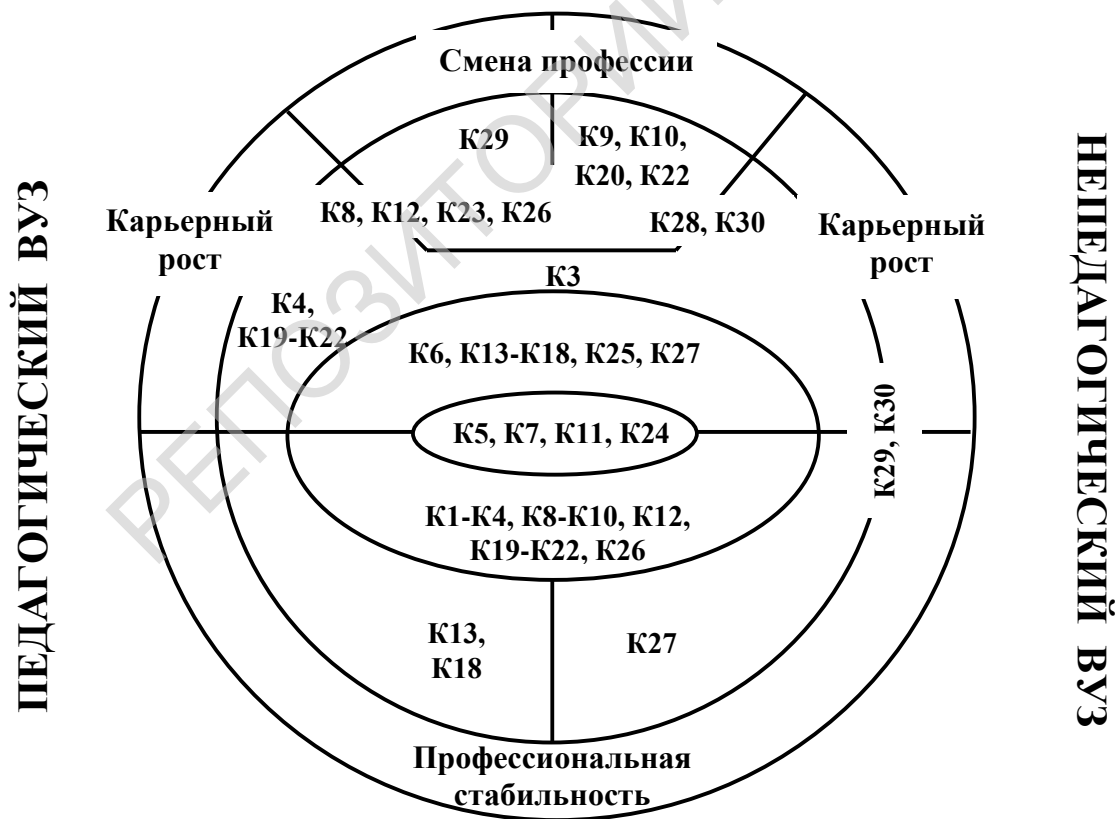 Смена профессии
К29
К9, К10,
К20, К22
К8, К12, К23, К26
К28, К30
Карьерный
рост
Карьерный
рост
К3
К4,
К19-К22
К6, К13-К18, К25, К27
К5, К7, К11, К24
К29, К30
К1-К4, К8-К10, К12,
К19-К22, К26
К13,
К18
К27
Профессиональная
стабильность
ПЕДАГОГИЧЕСКИЙ ВУЗ
НЕПЕДАГОГИЧЕСКИЙ ВУЗ
РЕПОЗИТОРИ